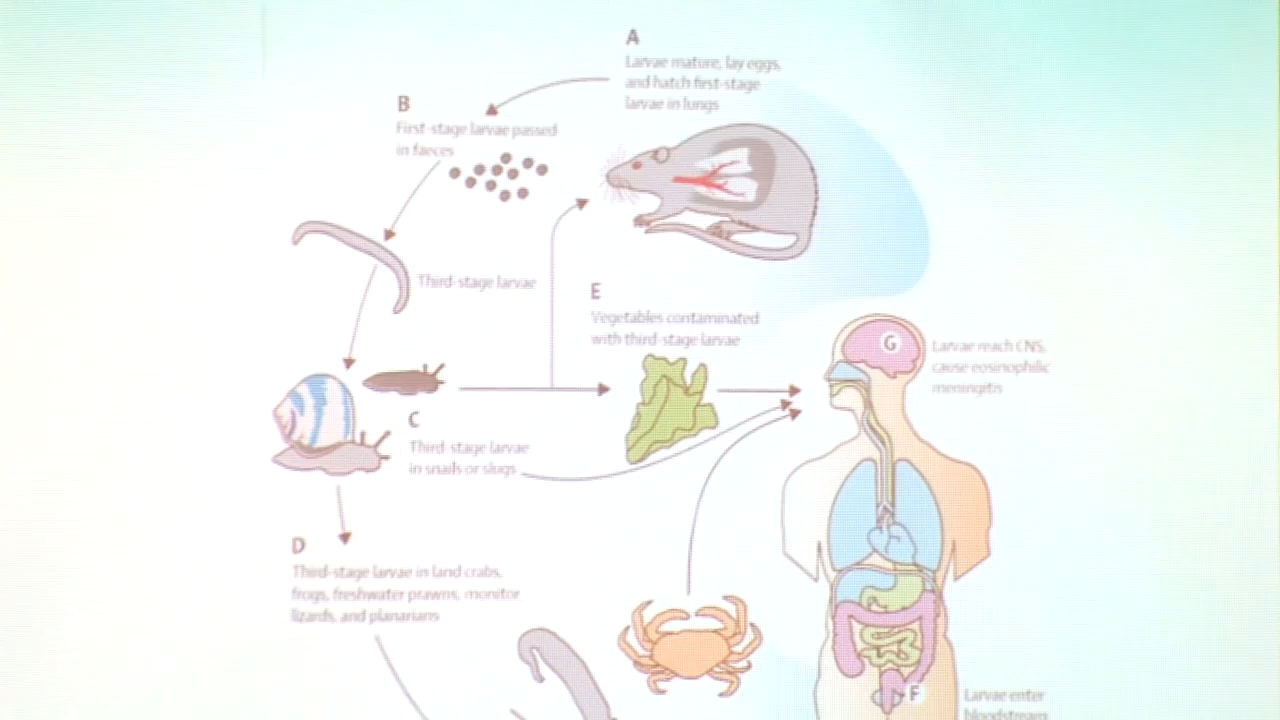 A
Larvae mature, lay eggs,
and hatch first-stage
larvae in lungs
B
First-stage larvae passed
in faeces
Third-stage larvae
E
Vegetables contaminated
with third-stage larvae
G
Larvae reach CNS,
cause eosinophilic
meningitis
C
Third-stage larvae
in snails or slugs
D
Third-stage larvae in land crabs,
frogs, freshwater prawns, monitor
lizards, and planarians
F
Larvae enter
bloodstream